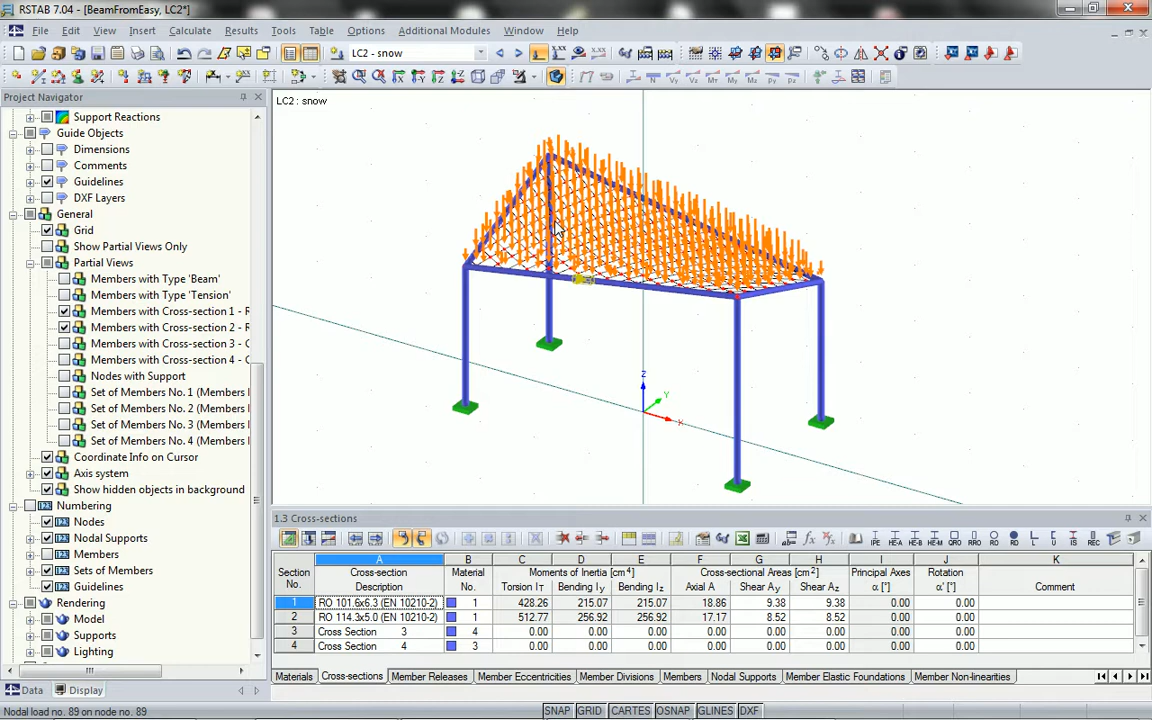 RSTAB 7.04 - [BeamFromEasy, LC2*]
File Edit View Insert Calculate Results Tools Table Options Additional Modules Window Help
LC2 - snow
Project Navigator
Support Reactions
Guide Objects
Dimensions
Comments
Guidelines
DXF Layers
General
Grid
Show Partial Views Only
Partial Views
Members with Type 'Beam'
Members with Type 'Tension'
Members with Cross-section 1 - R
Members with Cross-section 2 - R
Members with Cross-section 3 - C
Members with Cross-section 4 - C
Nodes with Support
Set of Members No. 1 (Members
Set of Members No. 2 (Members
Set of Members No. 3 (Members
Set of Members No. 4 (Members
Coordinate Info on Cursor
Axis system
Show hidden objects in background
Numbering
Nodes
Nodal Supports
Members
Sets of Members
Guidelines
Rendering
Model
Supports
Lighting
Data Display
LC2 : snow
Z
Y
X
1.3 Cross-sections
IPE HE-A HE-B HE-M QRO RRO RO RD L U T IS REC
A B C D E F G H I J K
Section No. Cross-section Description Material No. Moments of Inertia [cm4] Torsion IT Bending Iy Bending Iz Cross-sectional Areas [cm2] Axial A Shear Ay Shear Az Principal Axes α [°] Rotation α' [°] Comment
1 RO 101.6x6.3 (EN 10210-2) 1 428.26 215.07 215.07 18.86 9.38 9.38 0.00 0.00
2 RO 114.3x5.0 (EN 10210-2) 1 512.77 256.92 256.92 17.17 8.52 8.52 0.00 0.00
3 Cross Section 3 4 0.00 0.00 0.00 0.00 0.00 0.00 0.00 0.00
4 Cross Section 4 3 0.00 0.00 0.00 0.00 0.00 0.00 0.00 0.00
Materials Cross-sections Member Releases Member Eccentricities Member Divisions Members Nodal Supports Member Elastic Foundations Member Non-linearities
Nodal load no. 89 on node no. 89
SNAP GRID CARTES OSNAP GLINES DXF